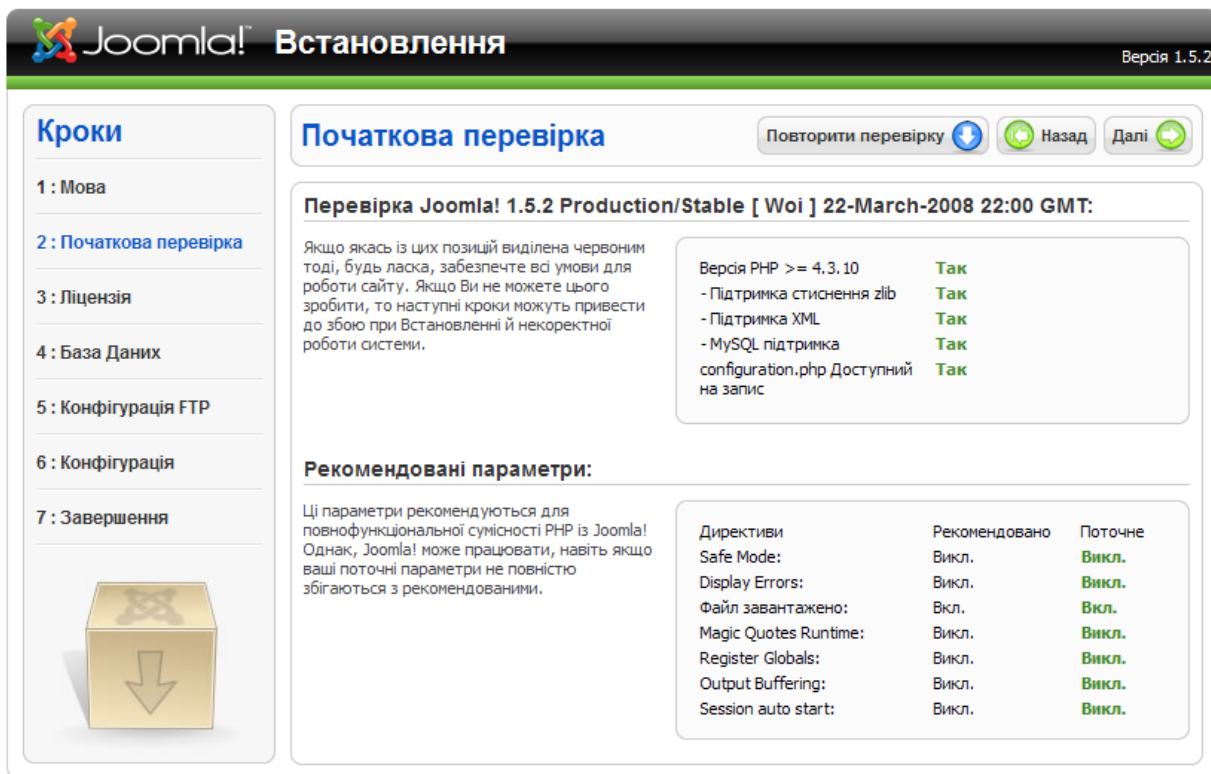 Joomla!™ Встановлення
Версія 1.5.2
Кроки
1 : Мова
2 : Початкова перевірка
3 : Ліцензія
4 : База Даних
5 : Конфігурація FTP
6 : Конфігурація
7 : Завершення
Початкова перевірка
Повторити перевірку
Назад
Далі
Перевірка Joomla! 1.5.2 Production/Stable [ Woi ] 22-March-2008 22:00 GMT:
Якщо якась із цих позицій виділена червоним
тоді, будь ласка, забезпечте всі умови для
роботи сайту. Якщо Ви не можете цього
зробити, то наступні кроки можуть привести
до збою при Встановленні й некоректної
роботи системи.
Версія PHP >= 4.3.10 Так
- Підтримка стиснення zlib Так
- Підтримка XML Так
- MySQL підтримка Так
configuration.php Доступний Так
на запис
Рекомендовані параметри:
Ці параметри рекомендуються для
повнофункціональної сумісності PHP із Joomla!
Однак, Joomla! може працювати, навіть якщо
ваші поточні параметри не повністю
збігаються з рекомендованими.
Директиви Рекомендовано Поточне
Safe Mode: Викл. Викл.
Display Errors: Викл. Викл.
Файл завантажено: Вкл. Вкл.
Magic Quotes Runtime: Викл. Викл.
Register Globals: Викл. Викл.
Output Buffering: Викл. Викл.
Session auto start: Викл. Викл.